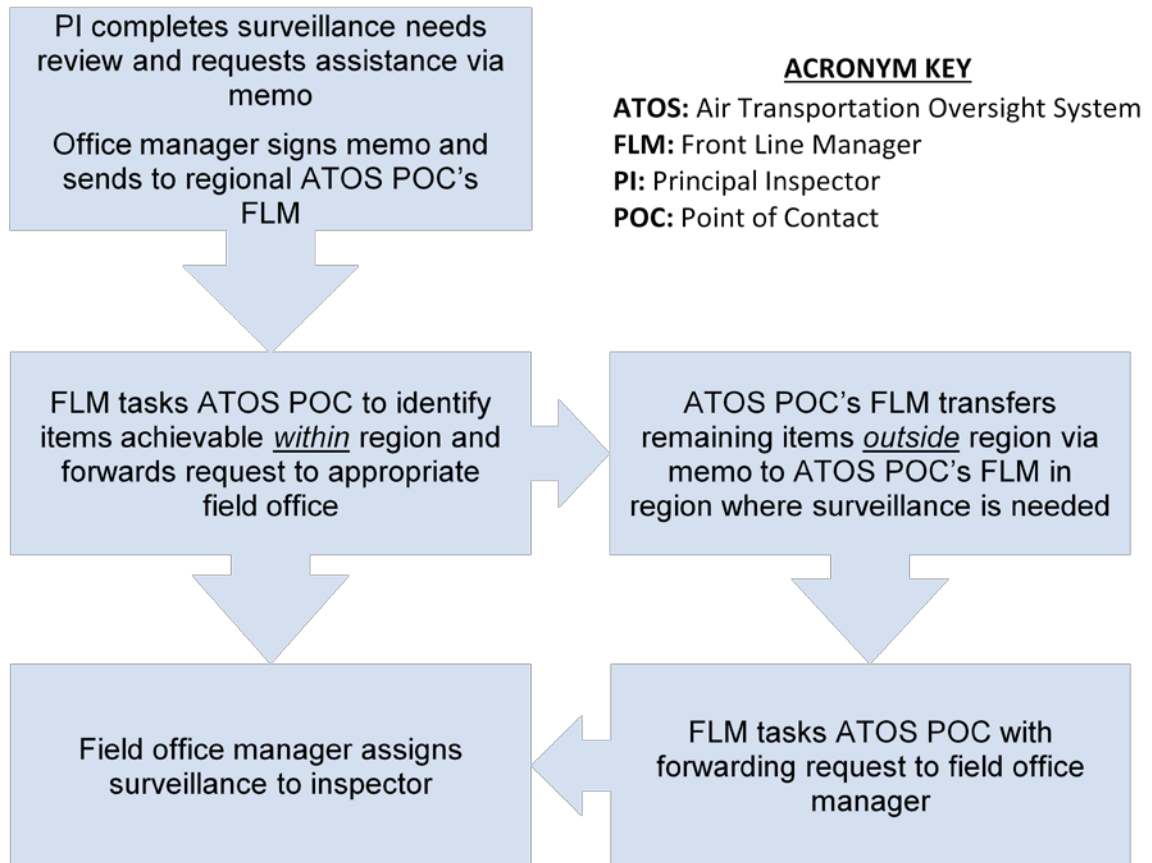 PI completes surveillance needs
review and requests assistance via
memo
Office manager signs memo and
sends to regional ATOS POC's
FLM
ACRONYM KEY
ATOS: Air Transportation Oversight System
FLM: Front Line Manager
PI: Principal Inspector
POC: Point of Contact
FLM tasks ATOS POC to identify
items achievable within region and
forwards request to appropriate
field office
ATOS POC's FLM transfers
remaining items outside region via
memo to ATOS POC's FLM in
region where surveillance is needed
Field office manager assigns
surveillance to inspector
FLM tasks ATOS POC with
forwarding request to field office
manager